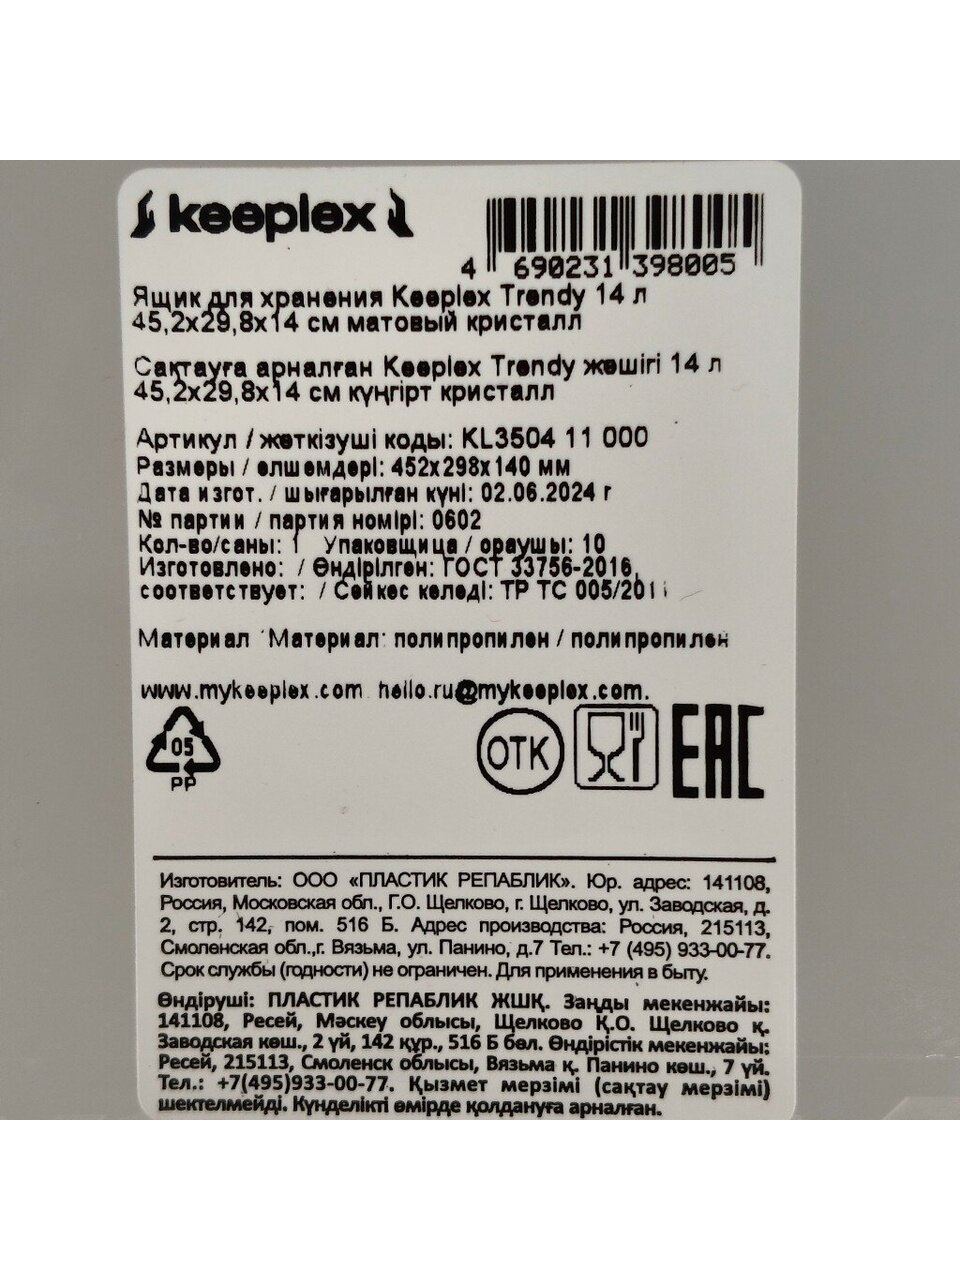 keeplex
4 690231 398005
Ящик для хранения Keeplex Trendy 14 л
45,2х29,8х14 см матовый кристалл
Сақтауға арналған Keeplex Trendy жәшігі 14 л
45,2х29,8х14 см күңгірт кристалл
Артикул / жеткізуші коды: KL3504 11 000
Размеры / өлшемдері: 452х298х140 мм
Дата изгот. / шығарылған күні: 02.06.2024 г
№ партии / партия номірі: 0602
Кол-во/саны: 1 Упаковщица / ораушы: 10
Изготовлено: / Өндірілген: ГОСТ 33756-2016,
соответствует: / Сәйкес келеді: ТР ТС 005/201
Материал Материал: полипропилен / полипропилен
www.mykeeplex.com hello.ru@mykeeplex.com.
05
PP
ОТК
EAC
Изготовитель: ООО «ПЛАСТИК РЕПАБЛИК». Юр. адрес: 141108,
Россия, Московская обл., Г.О. Щелково, г. Щелково, ул. Заводская, д.
2, стр. 142, пом. 516 Б. Адрес производства: Россия, 215113,
Смоленская обл.,г. Вязьма, ул. Панино, д.7 Тел.: +7 (495) 933-00-77.
Срок службы (годности) не ограничен. Для применения в быту.
Өндіруші: ПЛАСТИК РЕПАБЛИК ЖШҚ. Заңды мекенжайы:
141108, Ресей, Мәскеу облысы, Щелково Қ.О. Щелково қ.
Заводская көш., 2 үй, 142 құр., 516 Б бөл. Өндірістік мекенжайы:
Ресей, 215113, Смоленск облысы, Вязьма қ. Панино көш., 7 үй.
Тел.: +7(495)933-00-77. Қызмет мерзімі (сақтау мерзімі)
шектелмейді. Күнделікті өмірде қолдануға арналған.